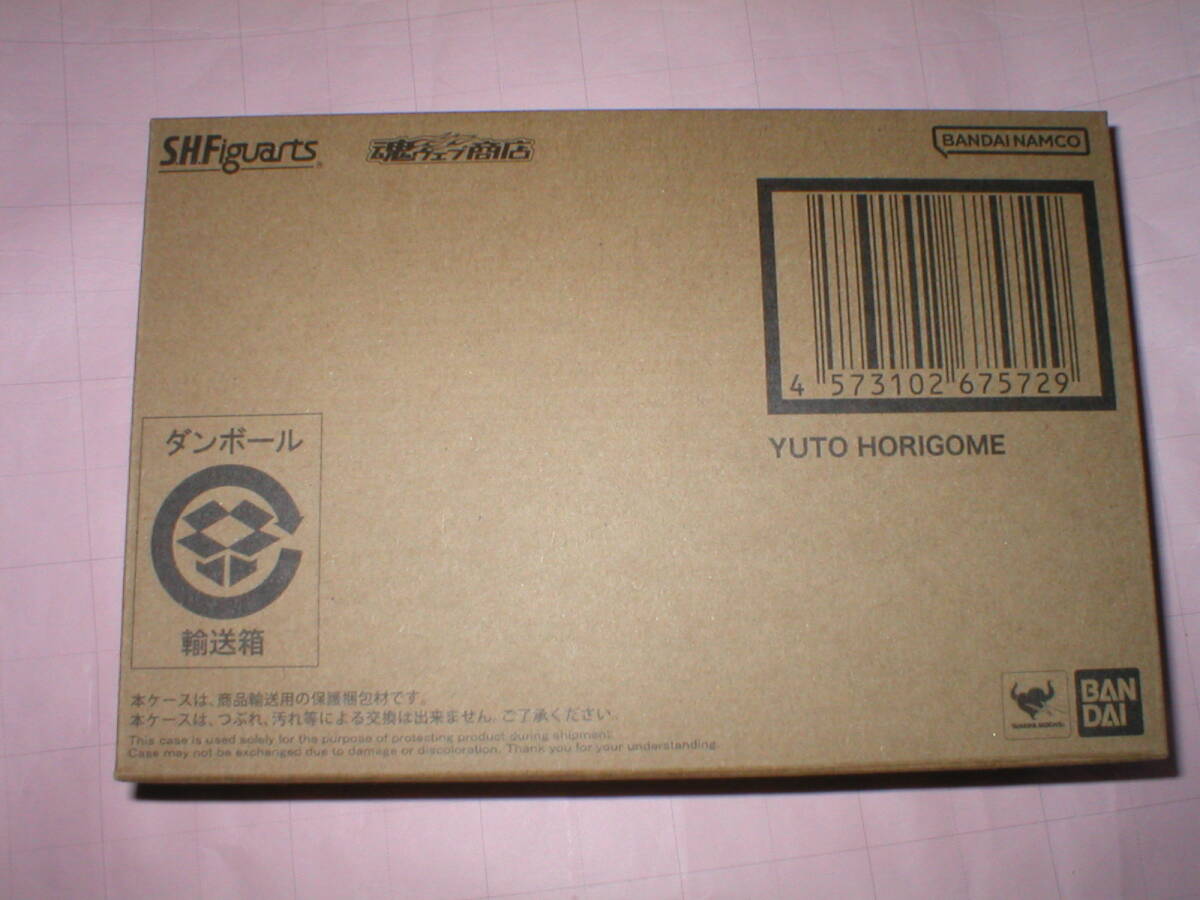 S.H.Figuarts
魂ウェブ商店
BANDAI NAMCO
4 573102 675729
YUTO HORIGOME
ダンボール
輸送箱
本ケースは、商品輸送用の保護梱包材です。
本ケースは、つぶれ、汚れ等による交換は出来ません。ご了承ください。
This case is used solely for the purpose of protecting product during shipment.
Case may not be exchanged due to damage or discoloration. Thank you for your understanding.
TAMASHII NATIONS
BAN
DAI